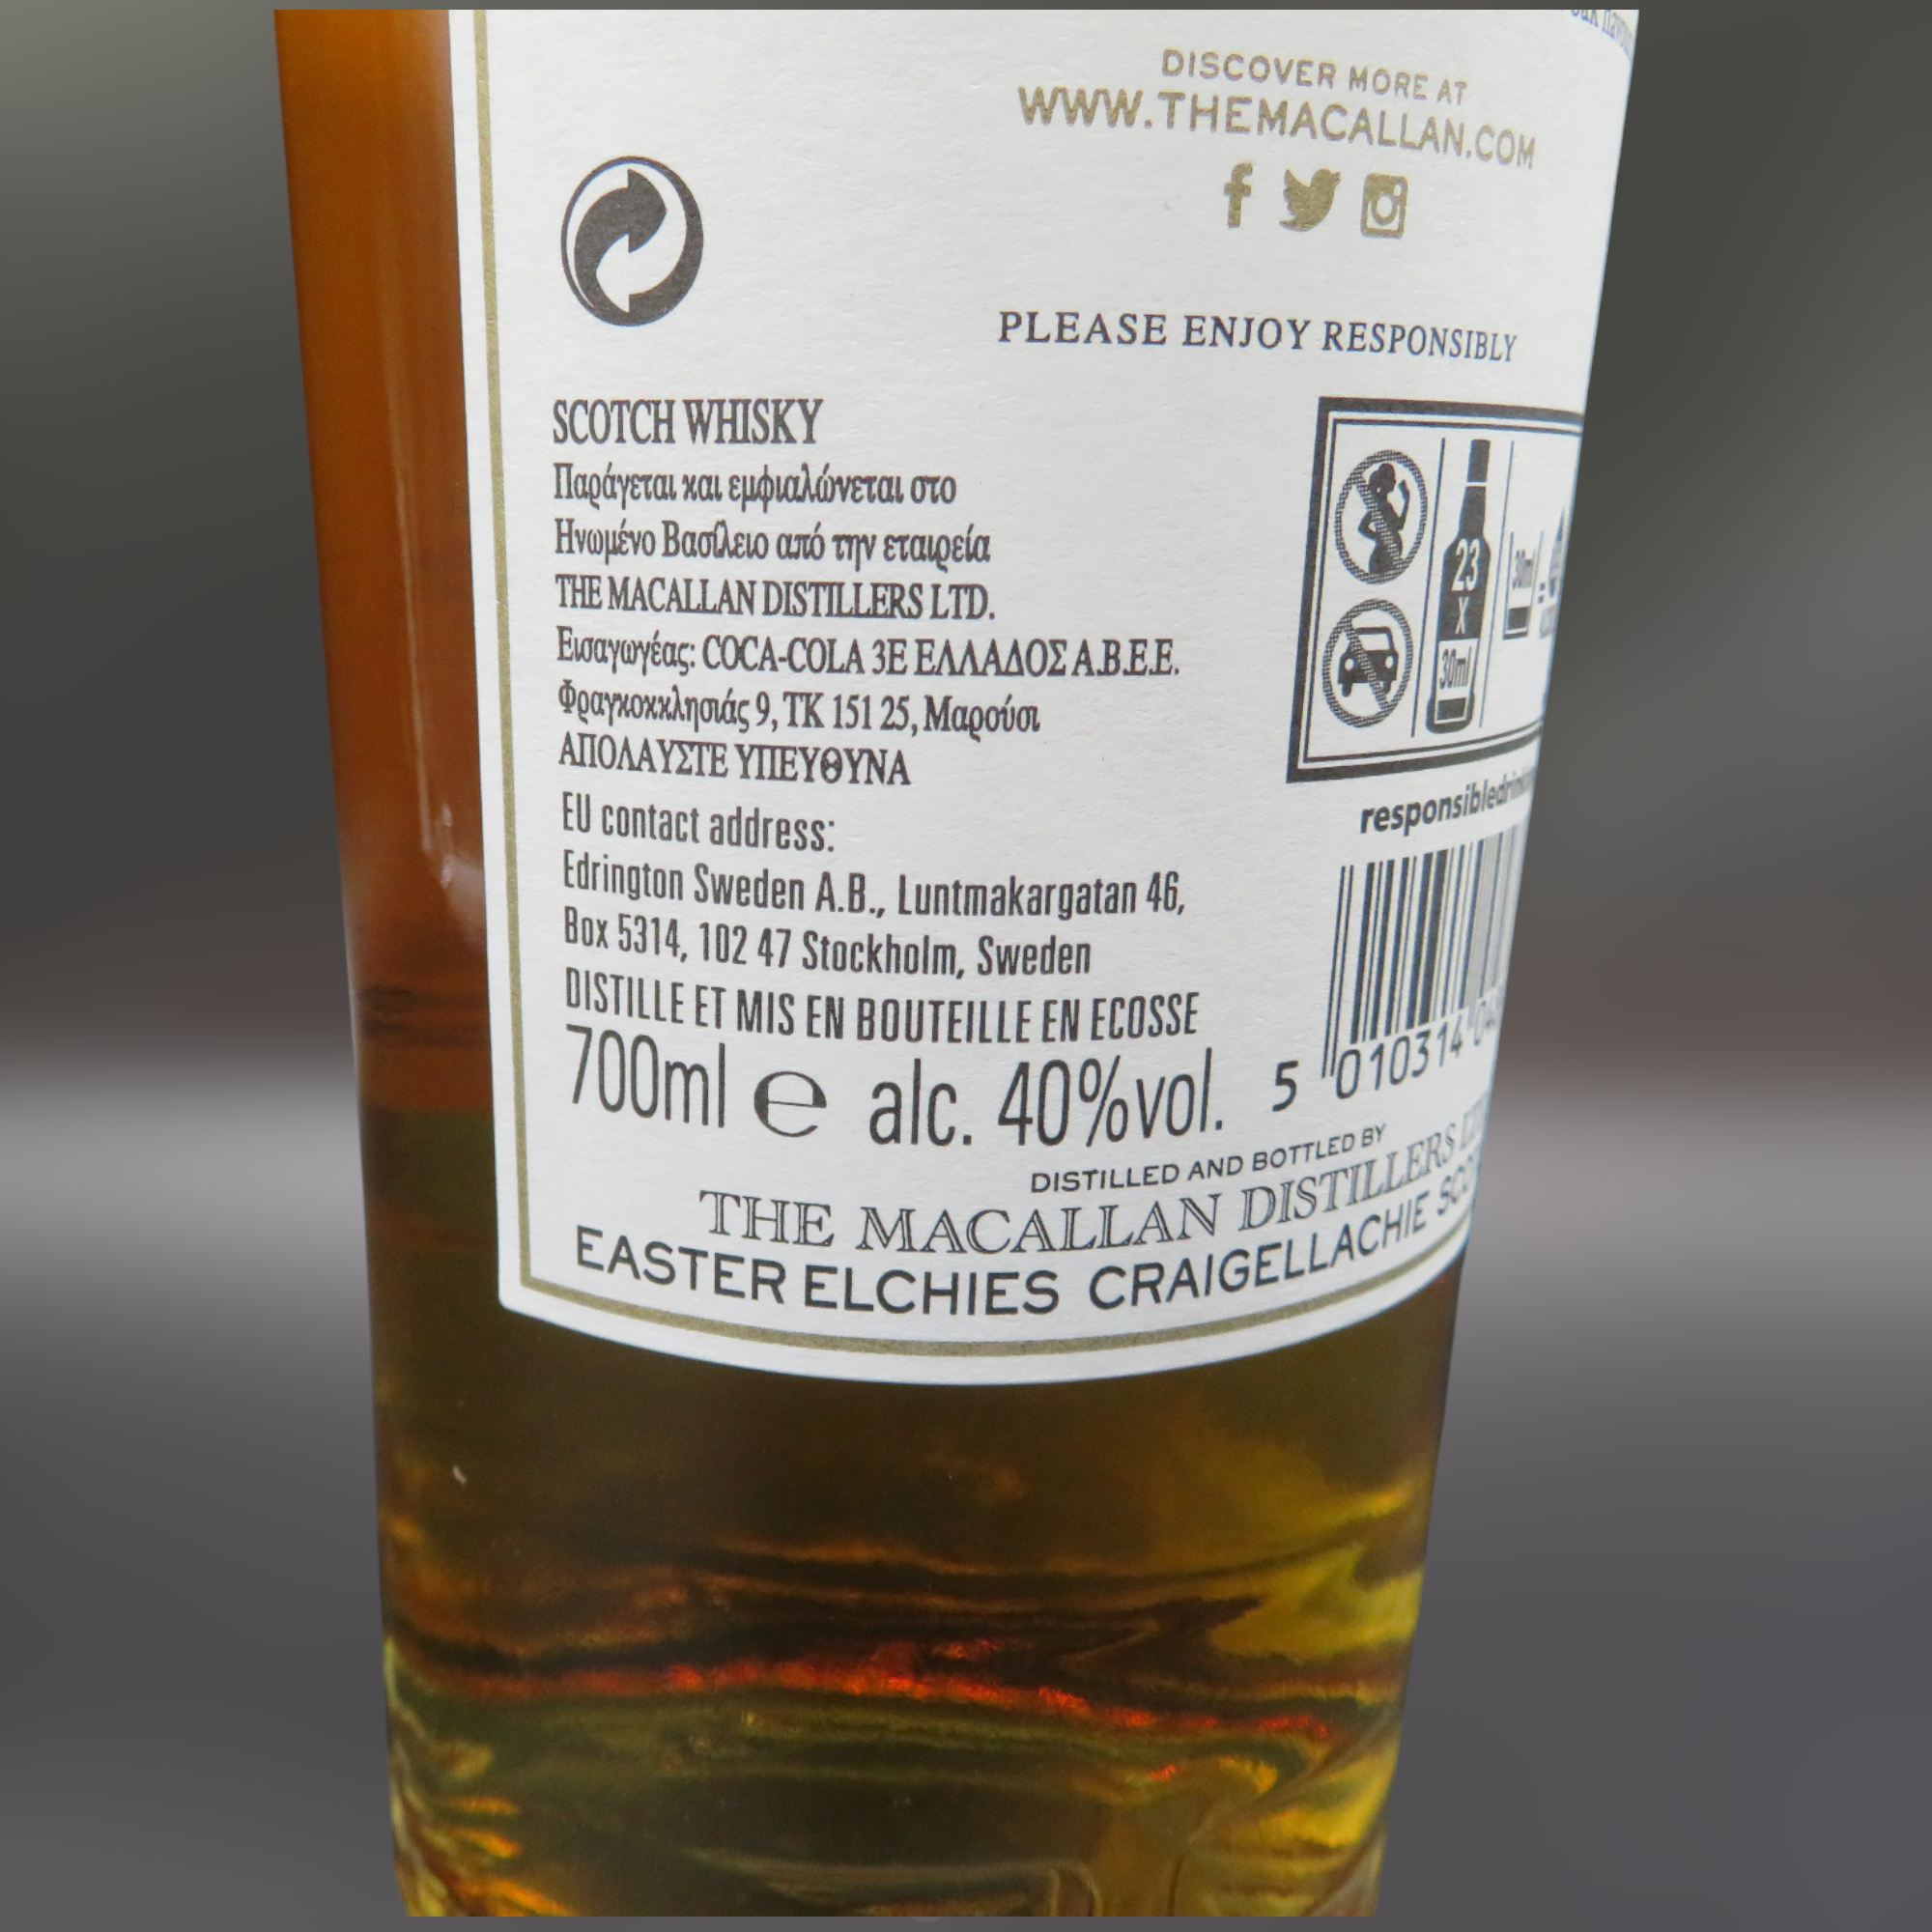 DISCOVER MORE AT
WWW.THEMACALLAN.COM
PLEASE ENJOY RESPONSIBLY
SCOTCH WHISKY
Παράγεται και εμφιαλώνεται στο
Ηνωμένο Βασίλειο από την εταιρεία
THE MACALLAN DISTILLERS LTD.
Εισαγωγέας: COCA-COLA 3E ΕΛΛΑΔΟΣ Α.Β.Ε.Ε.
Φραγκοκκλησιάς 9, ΤΚ 151 25, Μαρούσι
ΑΠΟΛΑΥΣΤΕ ΥΠΕΥΘΥΝΑ
23
X
30ml
30ml
EU contact address:
Edrington Sweden A.B., Luntmakargatan 46,
Box 5314, 102 47 Stockholm, Sweden
DISTILLE ET MIS EN BOUTEILLE EN ECOSSE
700ml e alc. 40%vol.
5 010314
DISTILLED AND BOTTLED BY
THE MACALLAN DISTILLERS
EASTER ELCHIES CRAIGELLACHIE